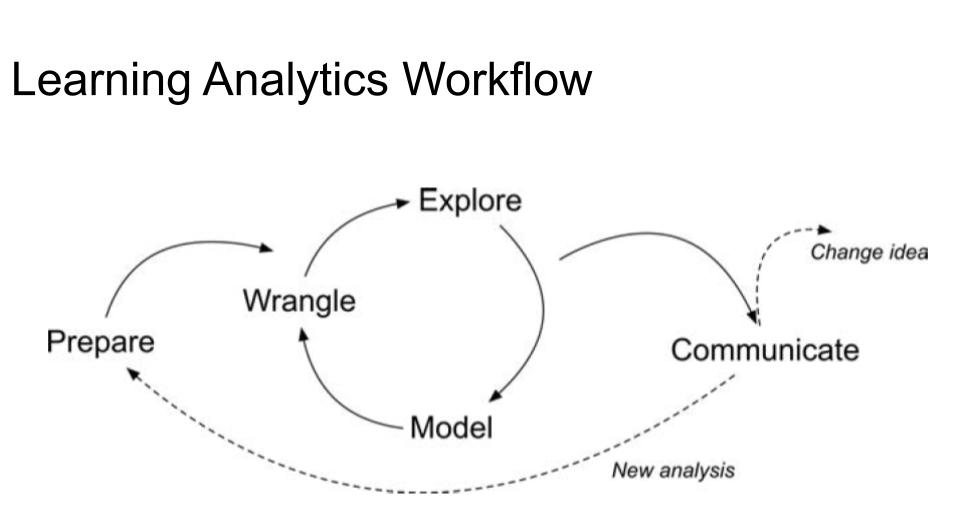 Learning Analytics Workflow
Explore
Change idea
Wrangle
Prepare
Communicate
Model
New analysis